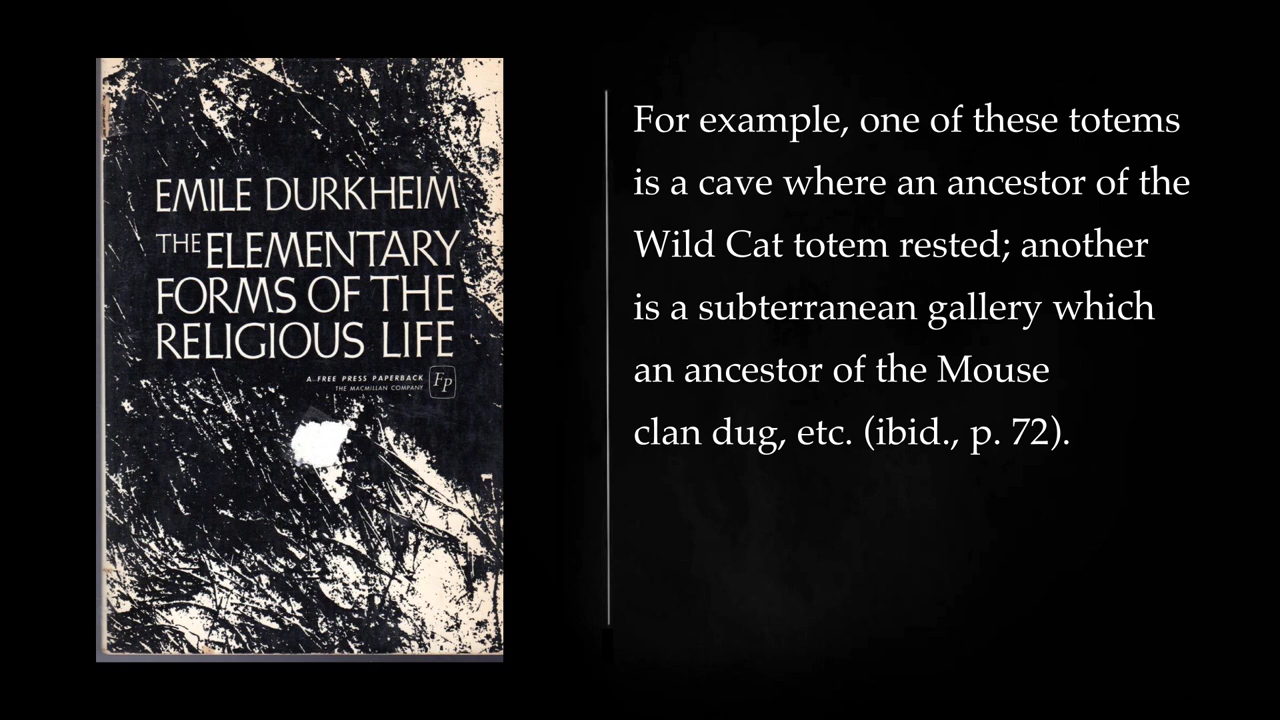 EMILE DURKHEIM
THE ELEMENTARY
FORMS OF THE
RELIGIOUS LIFE
A FREE PRESS PAPERBACK
THE MACMILLAN COMPANY
FP
For example, one of these totems
is a cave where an ancestor of the
Wild Cat totem rested; another
is a subterranean gallery which
an ancestor of the Mouse
clan dug, etc. (ibid., p. 72).